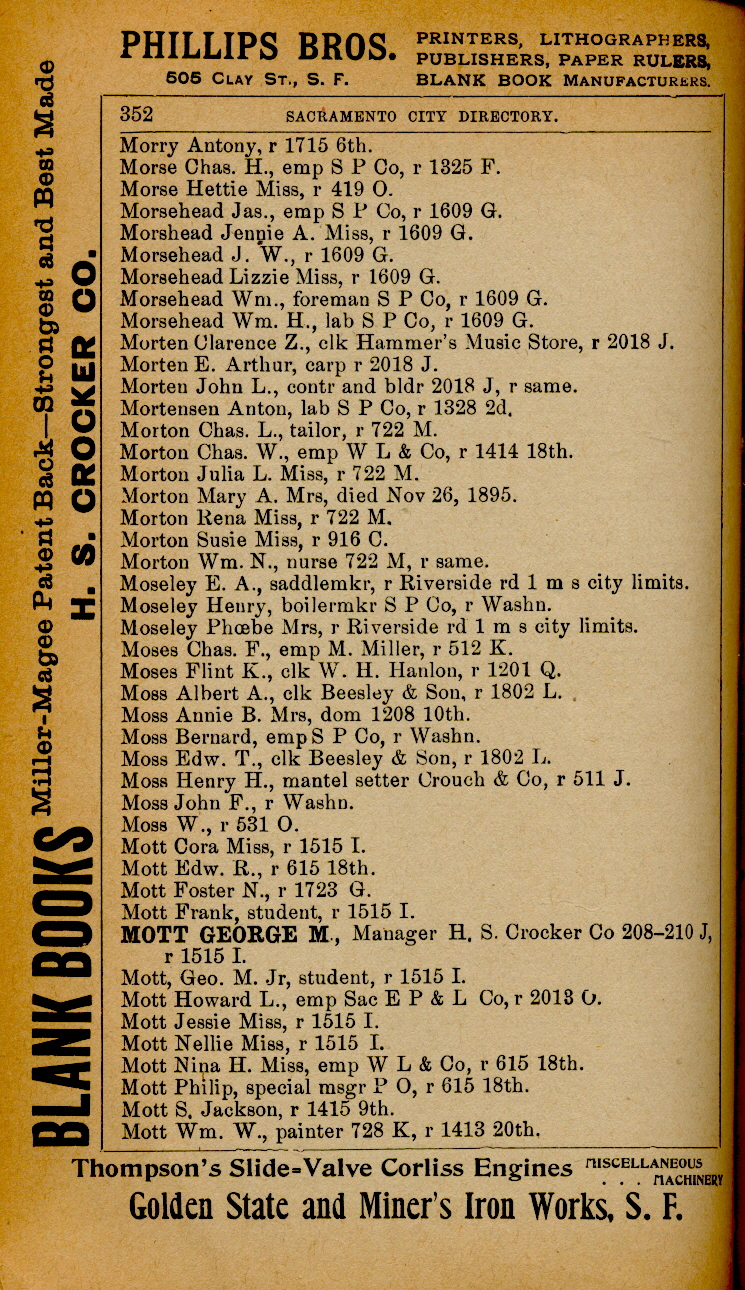 PHILLIPS BROS. PRINTERS, LITHOGRAPHERS,
PUBLISHERS, PAPER RULERS,
505 CLAY ST., S. F. BLANK BOOK MANUFACTURERS.
352 SACRAMENTO CITY DIRECTORY.
Morry Antony, r 1715 6th.
Morse Chas. H., emp S P Co, r 1325 F.
Morse Hettie Miss, r 419 O.
Morsehead Jas., emp S P Co, r 1609 G.
Morshead Jennie A. Miss, r 1609 G.
Morsehead J. W., r 1609 G.
Morsehead Lizzie Miss, r 1609 G.
Morsehead Wm., foreman S P Co, r 1609 G.
Morsehead Wm. H., lab S P Co, r 1609 G.
Morten Clarence Z., clk Hammer's Music Store, r 2018 J.
Morten E. Arthur, carp r 2018 J.
Morten John L., contr and bldr 2018 J, r same.
Mortensen Anton, lab S P Co, r 1328 2d.
Morton Chas. L., tailor, r 722 M.
Morton Chas. W., emp W L & Co, r 1414 18th.
Morton Julia L. Miss, r 722 M.
Morton Mary A. Mrs, died Nov 26, 1895.
Morton Rena Miss, r 722 M.
Morton Susie Miss, r 916 C.
Morton Wm. N., nurse 722 M, r same.
Moseley E. A., saddlemkr, r Riverside rd 1 m s city limits.
Moseley Henry, boilermkr S P Co, r Washn.
Moseley Phœbe Mrs, r Riverside rd 1 m s city limits.
Moses Chas. F., emp M. Miller, r 512 K.
Moses Flint K., clk W. H. Hanlon, r 1201 Q.
Moss Albert A., clk Beesley & Son, r 1802 L.
Moss Annie B. Mrs, dom 1208 10th.
Moss Bernard, emp S P Co, r Washn.
Moss Edw. T., clk Beesley & Son, r 1802 L.
Moss Henry H., mantel setter Crouch & Co, r 511 J.
Moss John F., r Washn.
Moss W., r 531 O.
Mott Cora Miss, r 1515 I.
Mott Edw. R., r 615 18th.
Mott Foster N., r 1723 G.
Mott Frank, student, r 1515 I.
MOTT GEORGE M., Manager H. S. Crocker Co 208-210 J,
r 1515 I.
Mott, Geo. M. Jr, student, r 1515 I.
Mott Howard L., emp Sac E P & L Co, r 2013 O.
Mott Jessie Miss, r 1515 I.
Mott Nellie Miss, r 1515 I.
Mott Nina H. Miss, emp W L & Co, r 615 18th.
Mott Philip, special msgr P O, r 615 18th.
Mott S. Jackson, r 1415 9th.
Mott Wm. W., painter 728 K, r 1413 20th.
BLANK BOOKS Miller-Magee Patent Back—Strongest and Best Made
H. S. CROCKER CO.
Thompson's Slide=Valve Corliss Engines MISCELLANEOUS
. . . MACHINERY
Golden State and Miner's Iron Works, S. F.